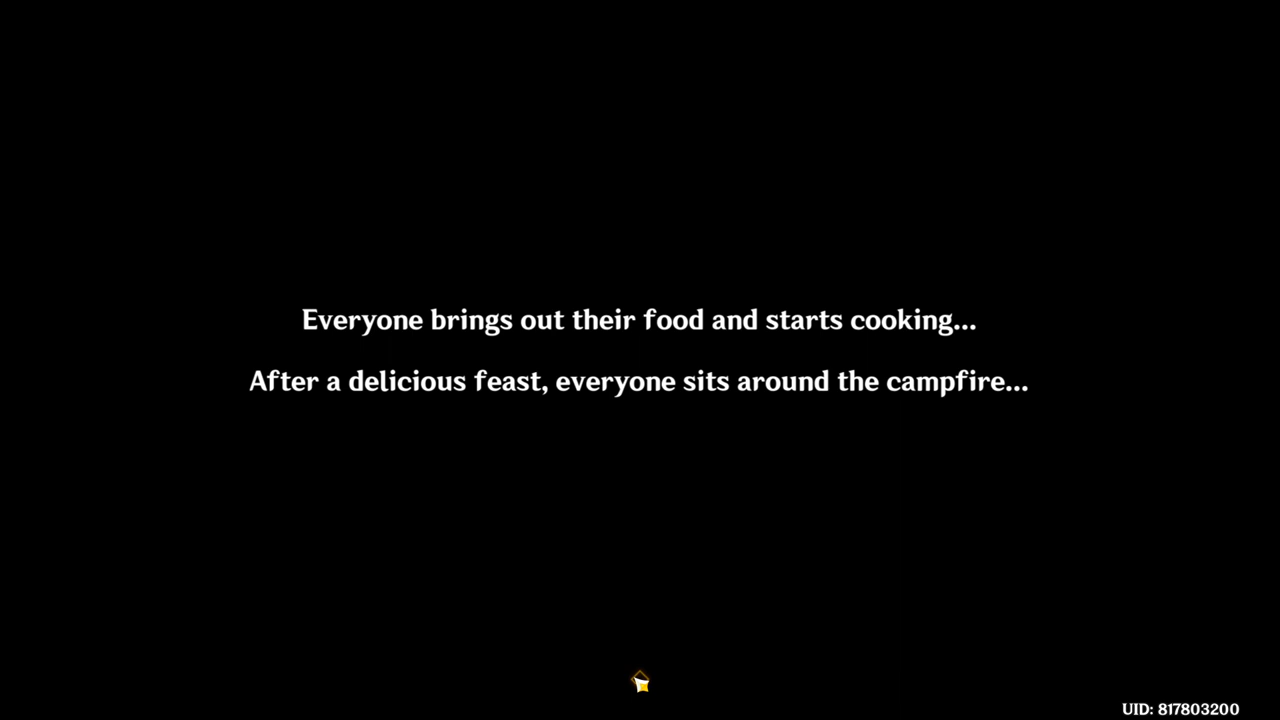 Everyone brings out their food and starts cooking...
After a delicious feast, everyone sits around the campfire...
UID: 817803200